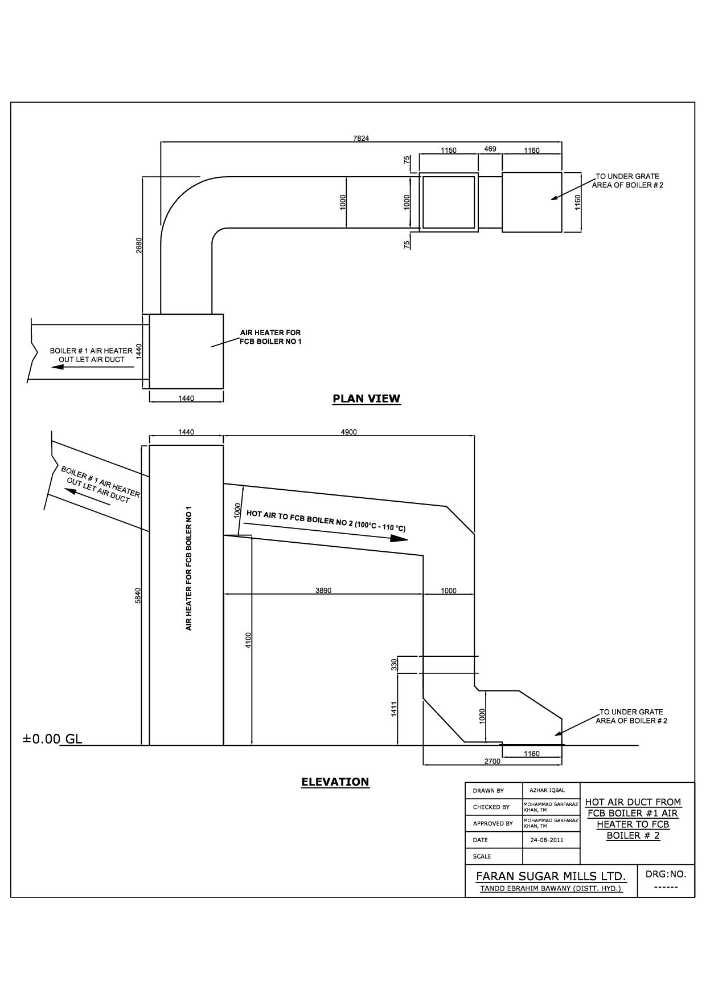 7824
1150
469
1160
75
TO UNDER GRATE
AREA OF BOILER # 2
1000
1000
1160
75
2680
AIR HEATER FOR
FCB BOILER NO 1
BOILER # 1 AIR HEATER
OUT LET AIR DUCT
1440
1440
PLAN VIEW
1440
4900
BOILER # 1 AIR HEATER
OUT LET AIR DUCT
1000
HOT AIR TO FCB BOILER NO 2 (100°C - 110 °C)
AIR HEATER FOR FCB BOILER NO 1
5840
3890
1000
4100
330
1411
1000
TO UNDER GRATE
AREA OF BOILER # 2
±0.00 GL
1160
2700
ELEVATION
DRAWN BY
AZHAR IQBAL
CHECKED BY
MOHAMMAD SARFARAZ
KHAN, TM
APPROVED BY
MOHAMMAD SARFARAZ
KHAN, TM
DATE
24-08-2011
SCALE
HOT AIR DUCT FROM
FCB BOILER #1 AIR
HEATER TO FCB
BOILER # 2
FARAN SUGAR MILLS LTD.
TANDO EBRAHIM BAWANY (DISTT. HYD.)
DRG:NO.
------